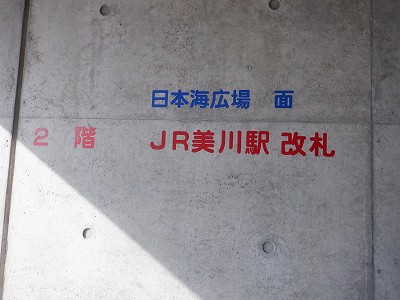 日本海広場　面
２　階　　ＪＲ美川駅 改札